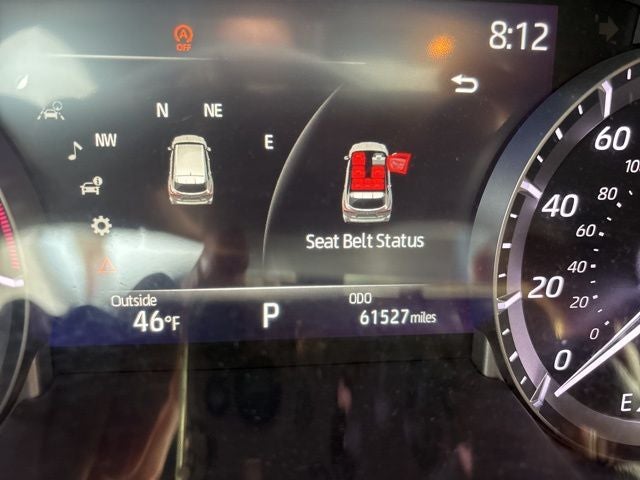 A
OFF
8:12
N
NE
NW
E
Seat Belt Status
Outside
46°F
P
ODO
61527 miles
60
40
20
0
100
80
60
40
20
0
E